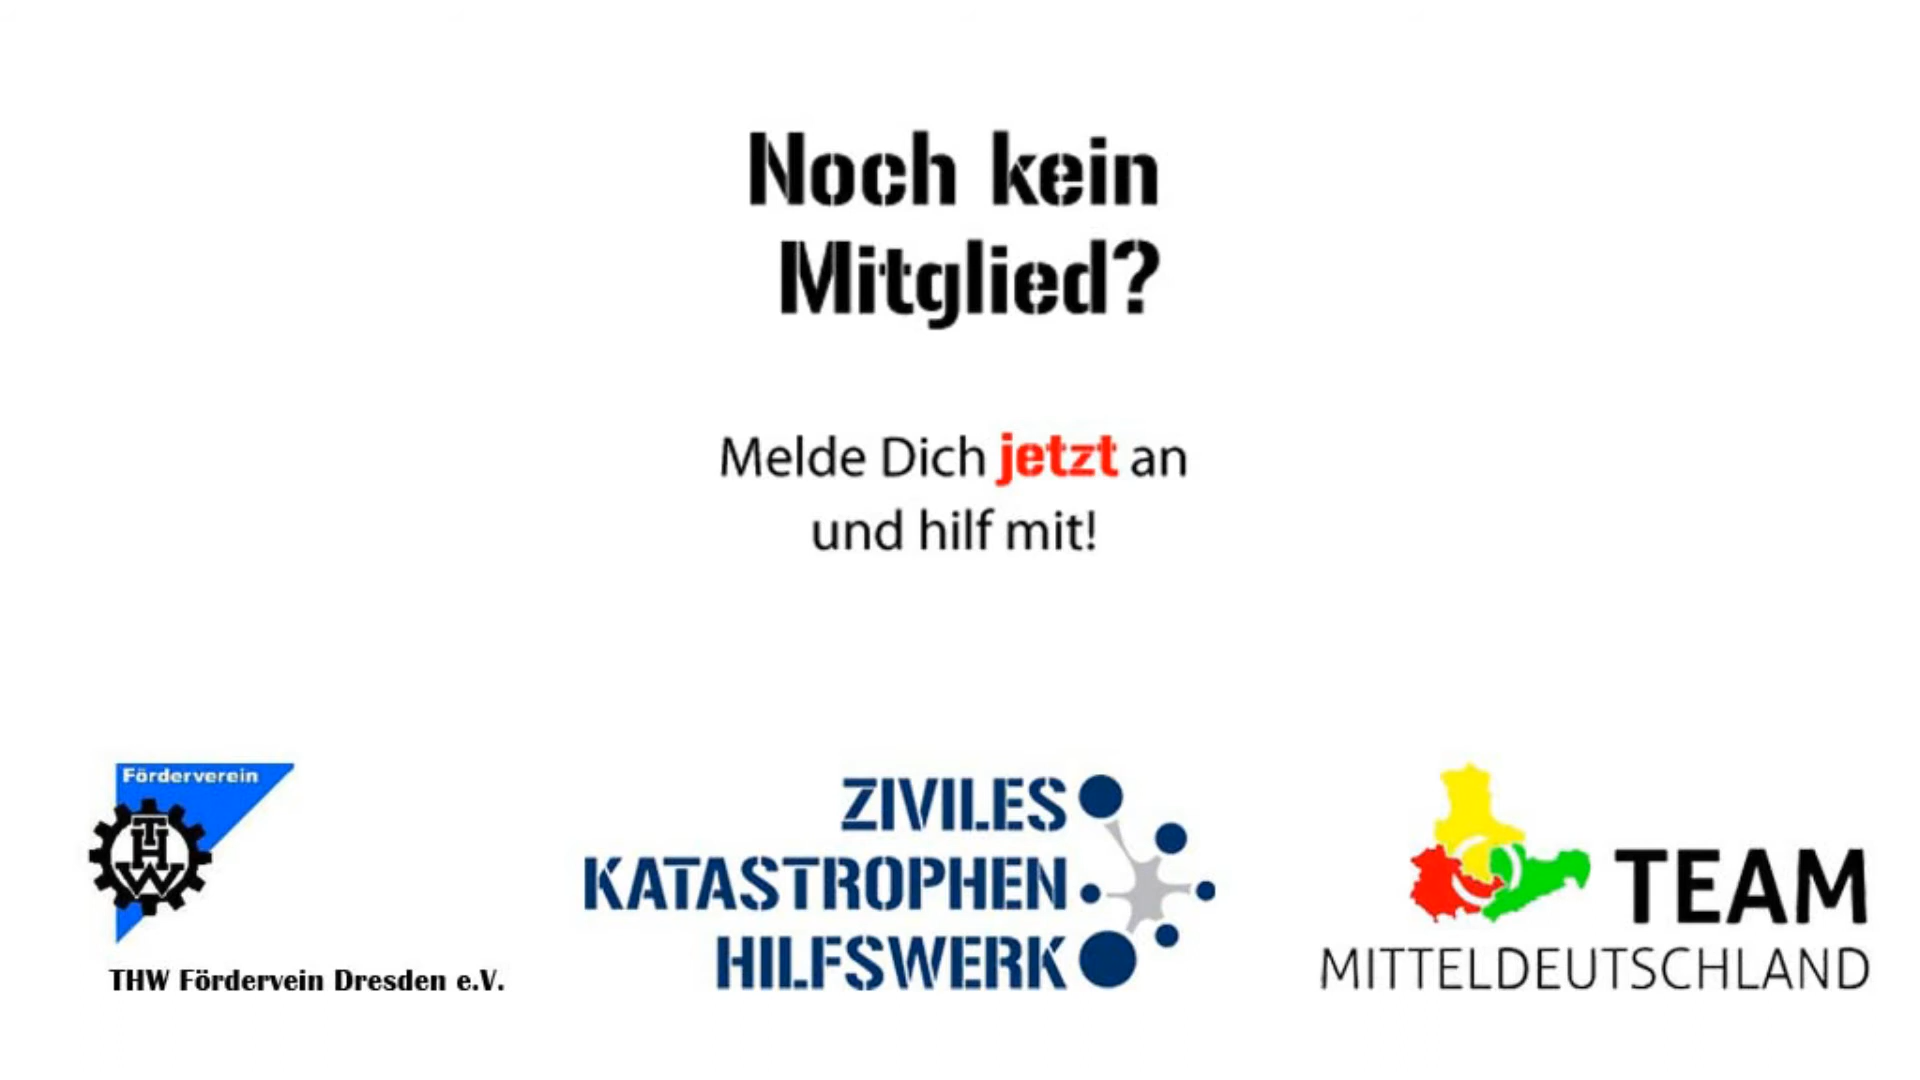 Noch kein
Mitglied?
Melde Dich jetzt an
und hilf mit!
Förderverein
THW
THW Fördervein Dresden e.V.
ZIVILES
KATASTROPHEN
HILFSWERK
TEAM
MITTELDEUTSCHLAND